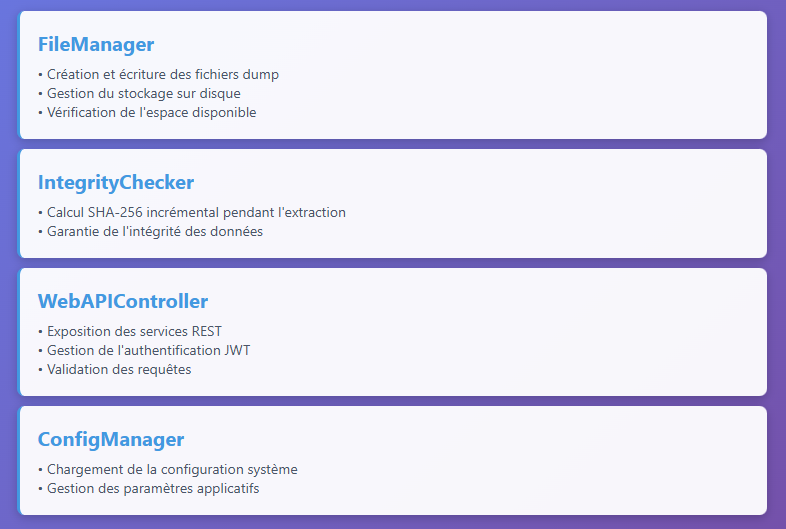 FileManager
• Création et écriture des fichiers dump
• Gestion du stockage sur disque
• Vérification de l'espace disponible
IntegrityChecker
• Calcul SHA-256 incrémental pendant l'extraction
• Garantie de l'intégrité des données
WebAPIController
• Exposition des services REST
• Gestion de l'authentification JWT
• Validation des requêtes
ConfigManager
• Chargement de la configuration système
• Gestion des paramètres applicatifs